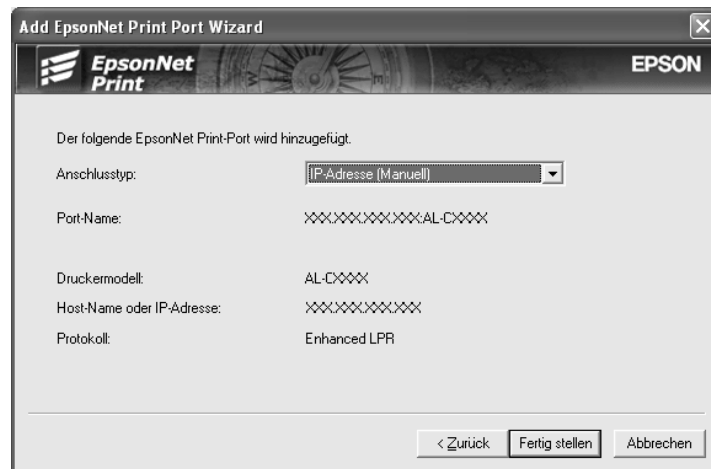 Add EpsonNet Print Port Wizard
EpsonNet
Print
EPSON
Der folgende EpsonNet Print-Port wird hinzugefügt.
Anschlusstyp: IP-Adresse (Manuell)
Port-Name: XXX.XXX.XXX.XXX:AL-CXXXX
Druckermodell: AL-CXXXX
Host-Name oder IP-Adresse: XXX.XXX.XXX.XXX
Protokoll: Enhanced LPR
< Zurück Fertig stellen Abbrechen